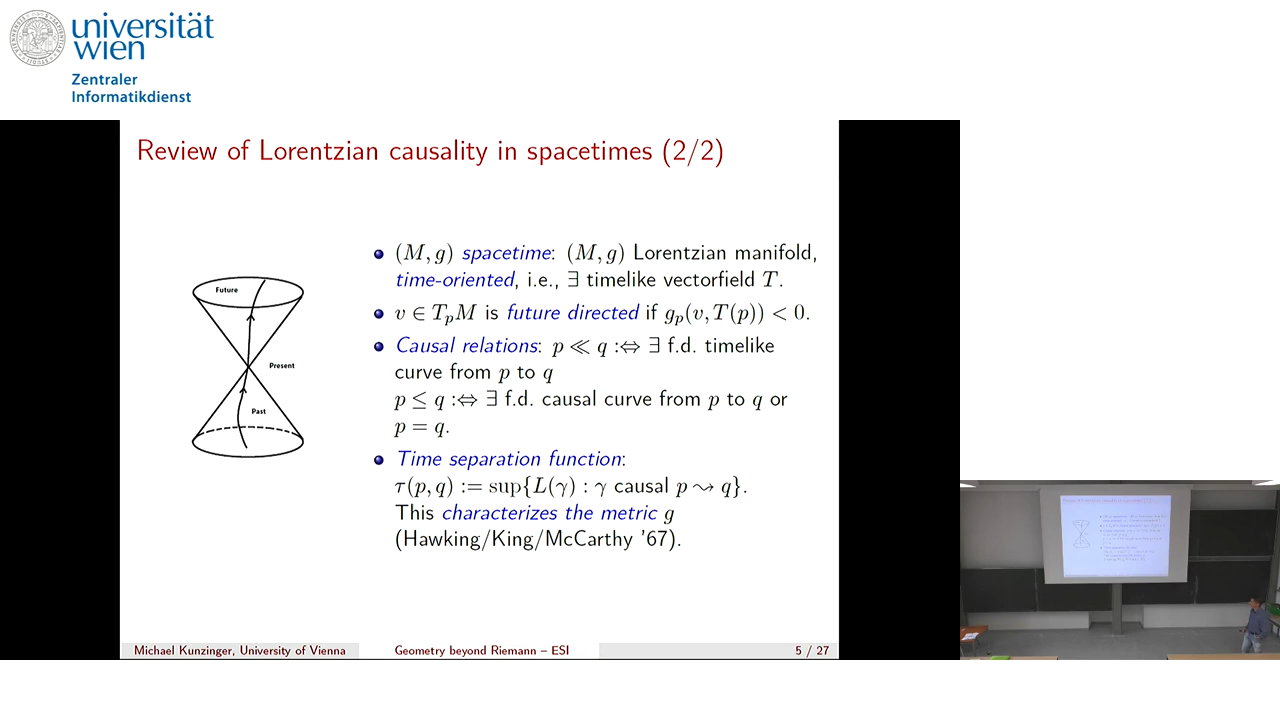 universität
wien
Zentraler
Informatikdienst
Review of Lorentzian causality in spacetimes (2/2)
Future
Present
Past
(M, g) spacetime: (M, g) Lorentzian manifold,
time-oriented, i.e., ∃ timelike vectorfield T.
v ∈ TₚM is future directed if gₚ(v, T(p)) < 0.
Causal relations: p ≪ q :⇔ ∃ f.d. timelike
curve from p to q
p ≤ q :⇔ ∃ f.d. causal curve from p to q or
p = q.
Time separation function:
τ(p, q) := sup{L(γ) : γ causal p ⇝ q}.
This characterizes the metric g
(Hawking/King/McCarthy '67).
Michael Kunzinger, University of Vienna
Geometry beyond Riemann – ESI
5 / 27